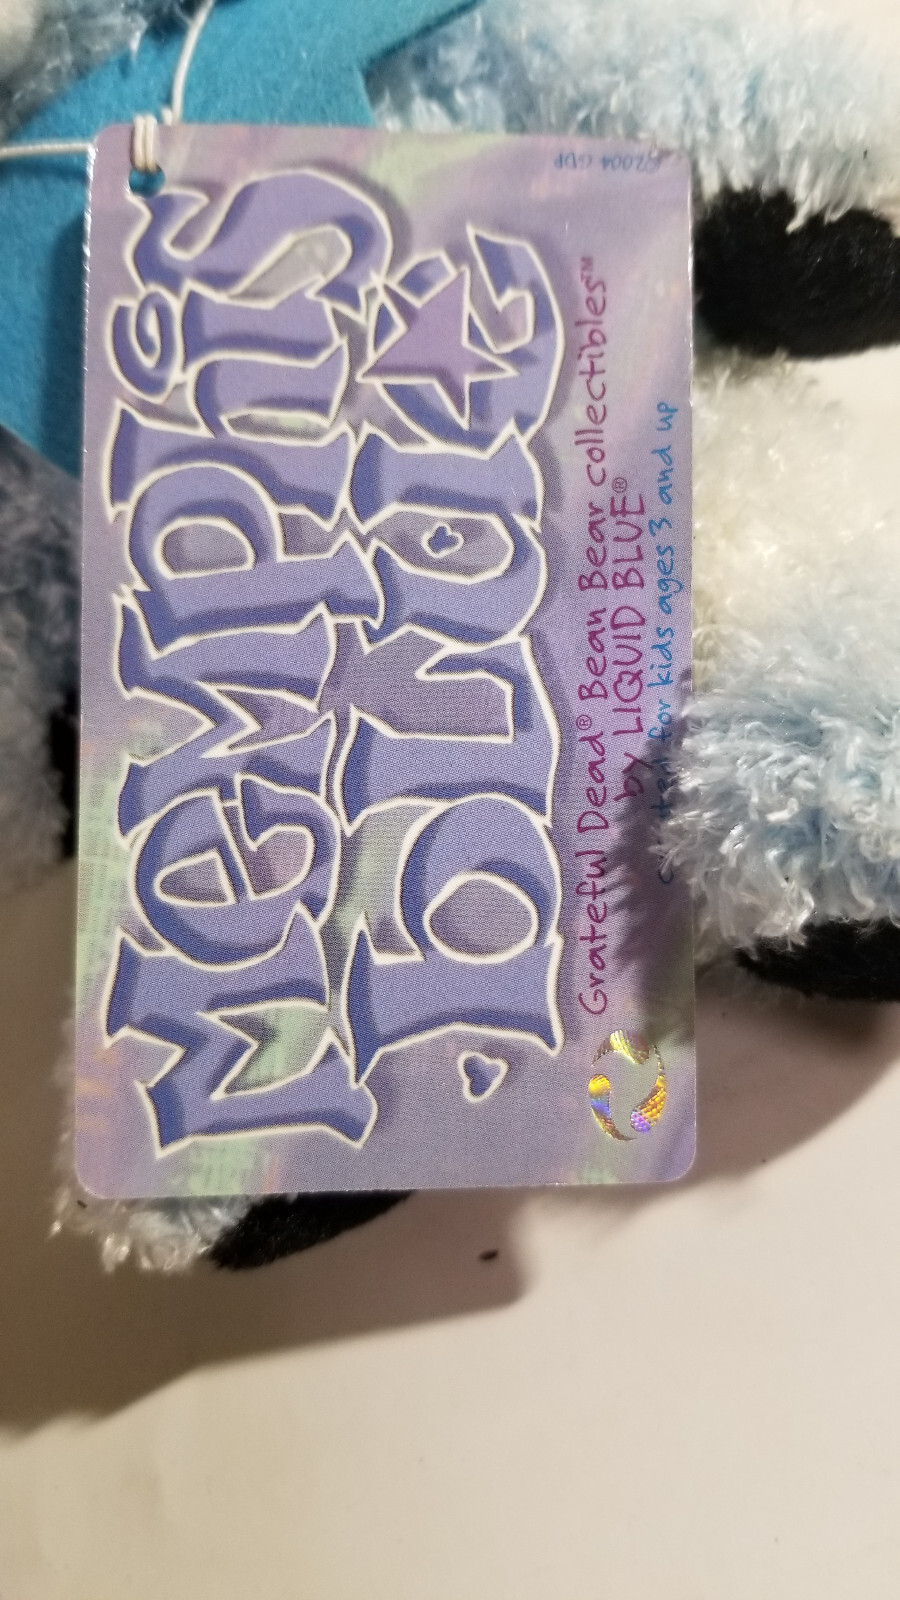 Memphis
blues
Grateful Dead® Bean Bear collectibles™
by LIQUID BLUE®
for kids ages 3 and up
©2004 GDP